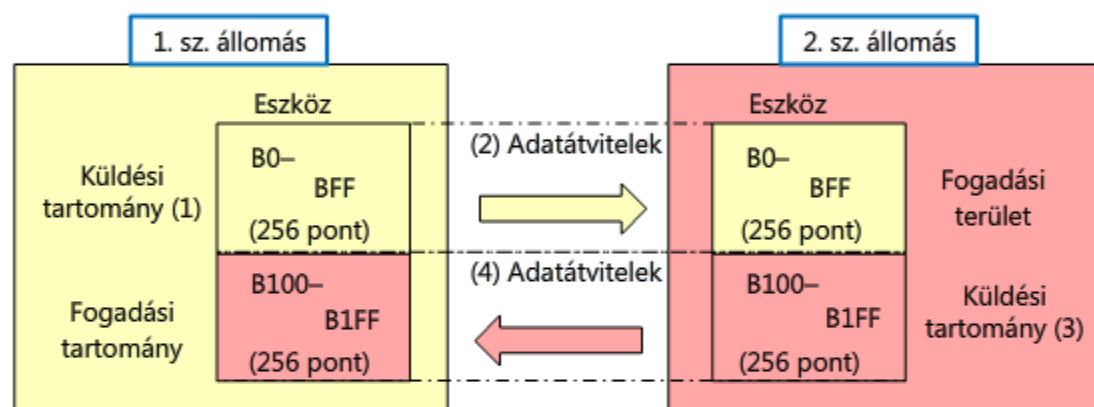 1. sz. állomás
2. sz. állomás
Eszköz
Küldési
tartomány (1)
B0–
BFF
(256 pont)
Fogadási
tartomány
B100–
B1FF
(256 pont)
(2) Adatátvitelek
(4) Adatátvitelek
Eszköz
B0–
BFF
(256 pont)
Fogadási
terület
B100–
B1FF
(256 pont)
Küldési
tartomány (3)